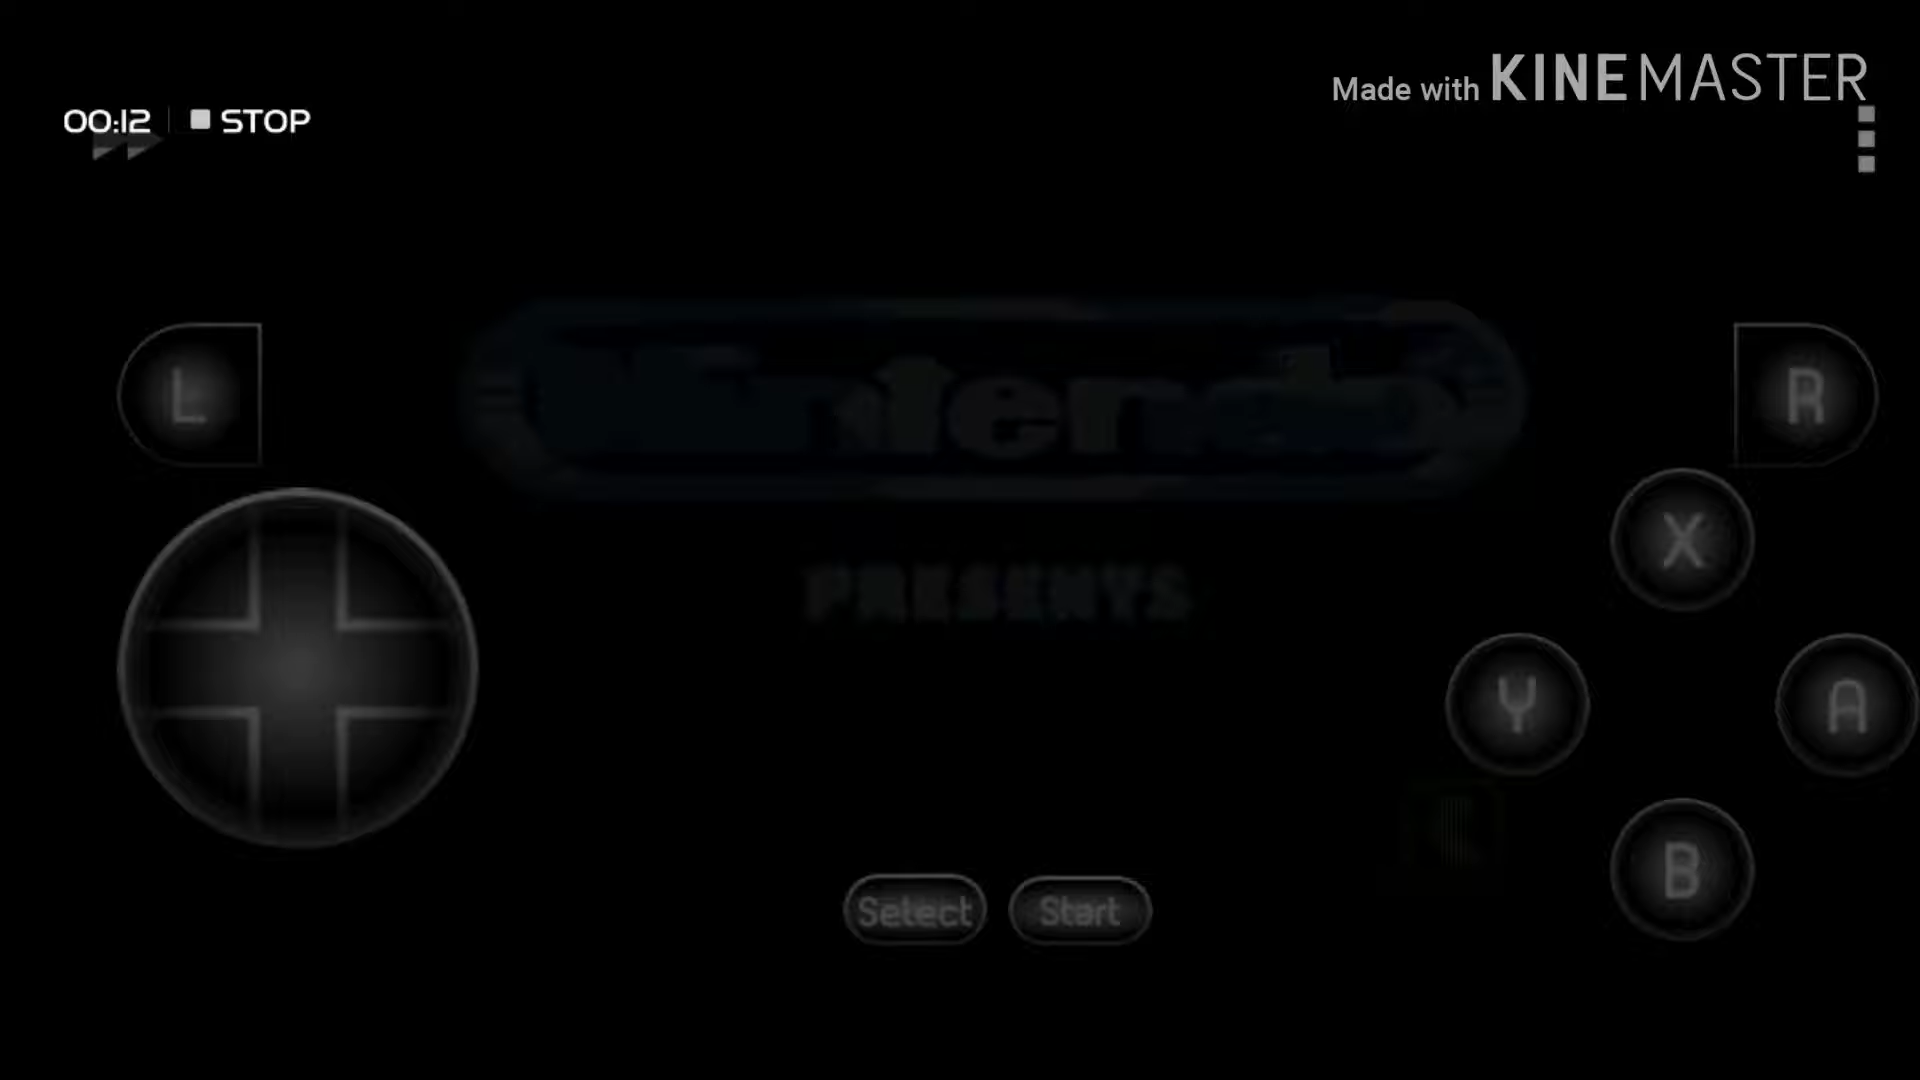 Made with KINEMASTER
00:12 STOP
L
R
Nintendo
X
PRESENTS
Y
A
B
Select Start